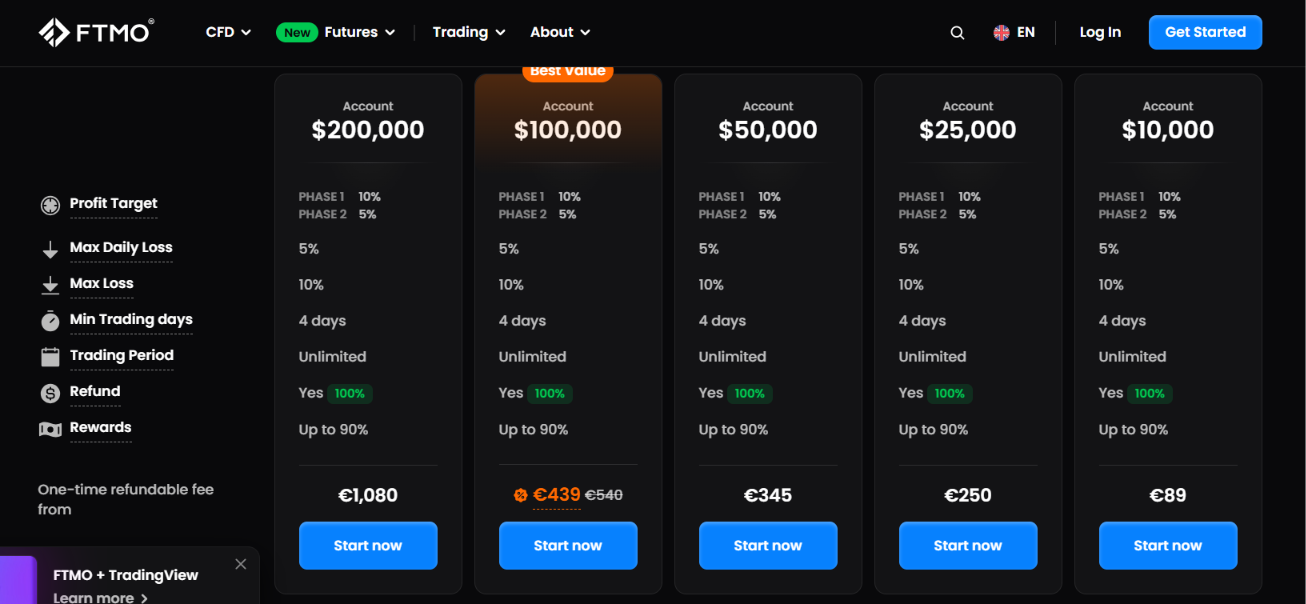 FTMO®
CFD
New Futures
Trading
About
EN
Log In
Get Started
Best Value
Account
$200,000
Account
$100,000
Account
$50,000
Account
$25,000
Account
$10,000
Profit Target
PHASE 1 10%
PHASE 2 5%
PHASE 1 10%
PHASE 2 5%
PHASE 1 10%
PHASE 2 5%
PHASE 1 10%
PHASE 2 5%
PHASE 1 10%
PHASE 2 5%
Max Daily Loss 5% 5% 5% 5% 5%
Max Loss 10% 10% 10% 10% 10%
Min Trading days 4 days 4 days 4 days 4 days 4 days
Trading Period Unlimited Unlimited Unlimited Unlimited Unlimited
Refund Yes 100% Yes 100% Yes 100% Yes 100% Yes 100%
Rewards Up to 90% Up to 90% Up to 90% Up to 90% Up to 90%
One-time refundable fee
from
€1,080 €439 €540 €345 €250 €89
Start now Start now Start now Start now Start now
FTMO + TradingView
Learn more